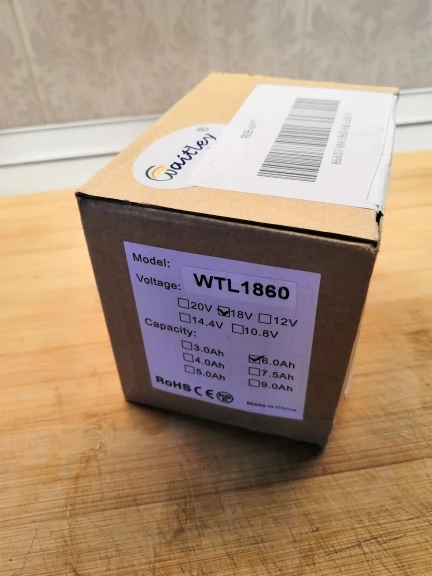 Waitley®
Model:
WTL1860
Voltage:
20V 18V 12V
14.4V 10.8V
Capacity:
3.0Ah 6.0Ah
4.0Ah 7.5Ah
5.0Ah 9.0Ah
RoHS CE
Made in China